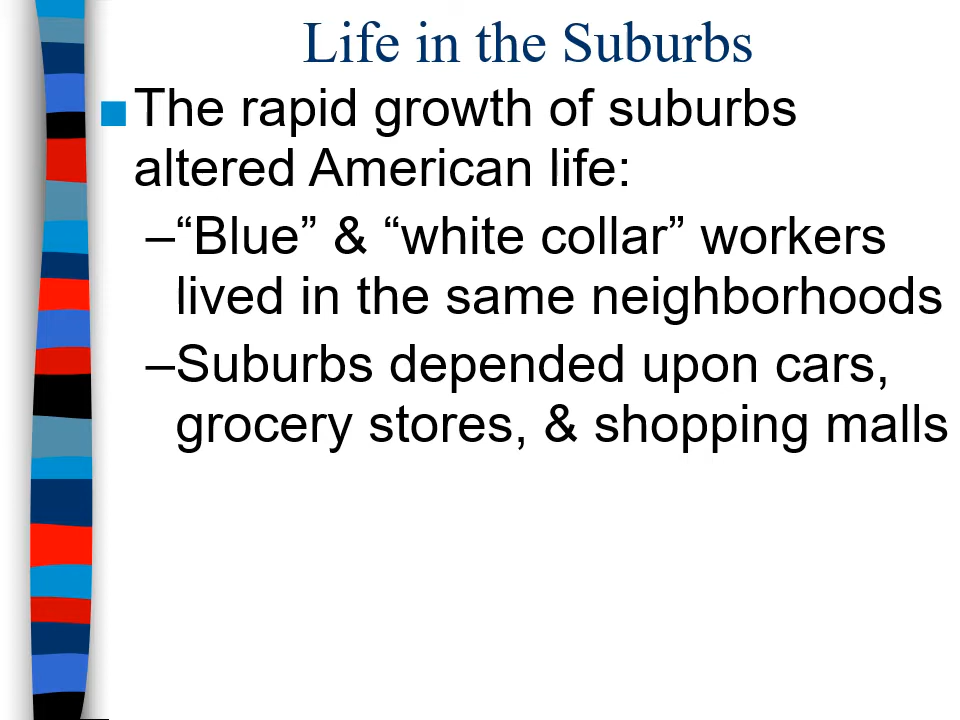 Life in the Suburbs
■The rapid growth of suburbs
altered American life:
–“Blue” & “white collar” workers
lived in the same neighborhoods
–Suburbs depended upon cars,
grocery stores, & shopping malls